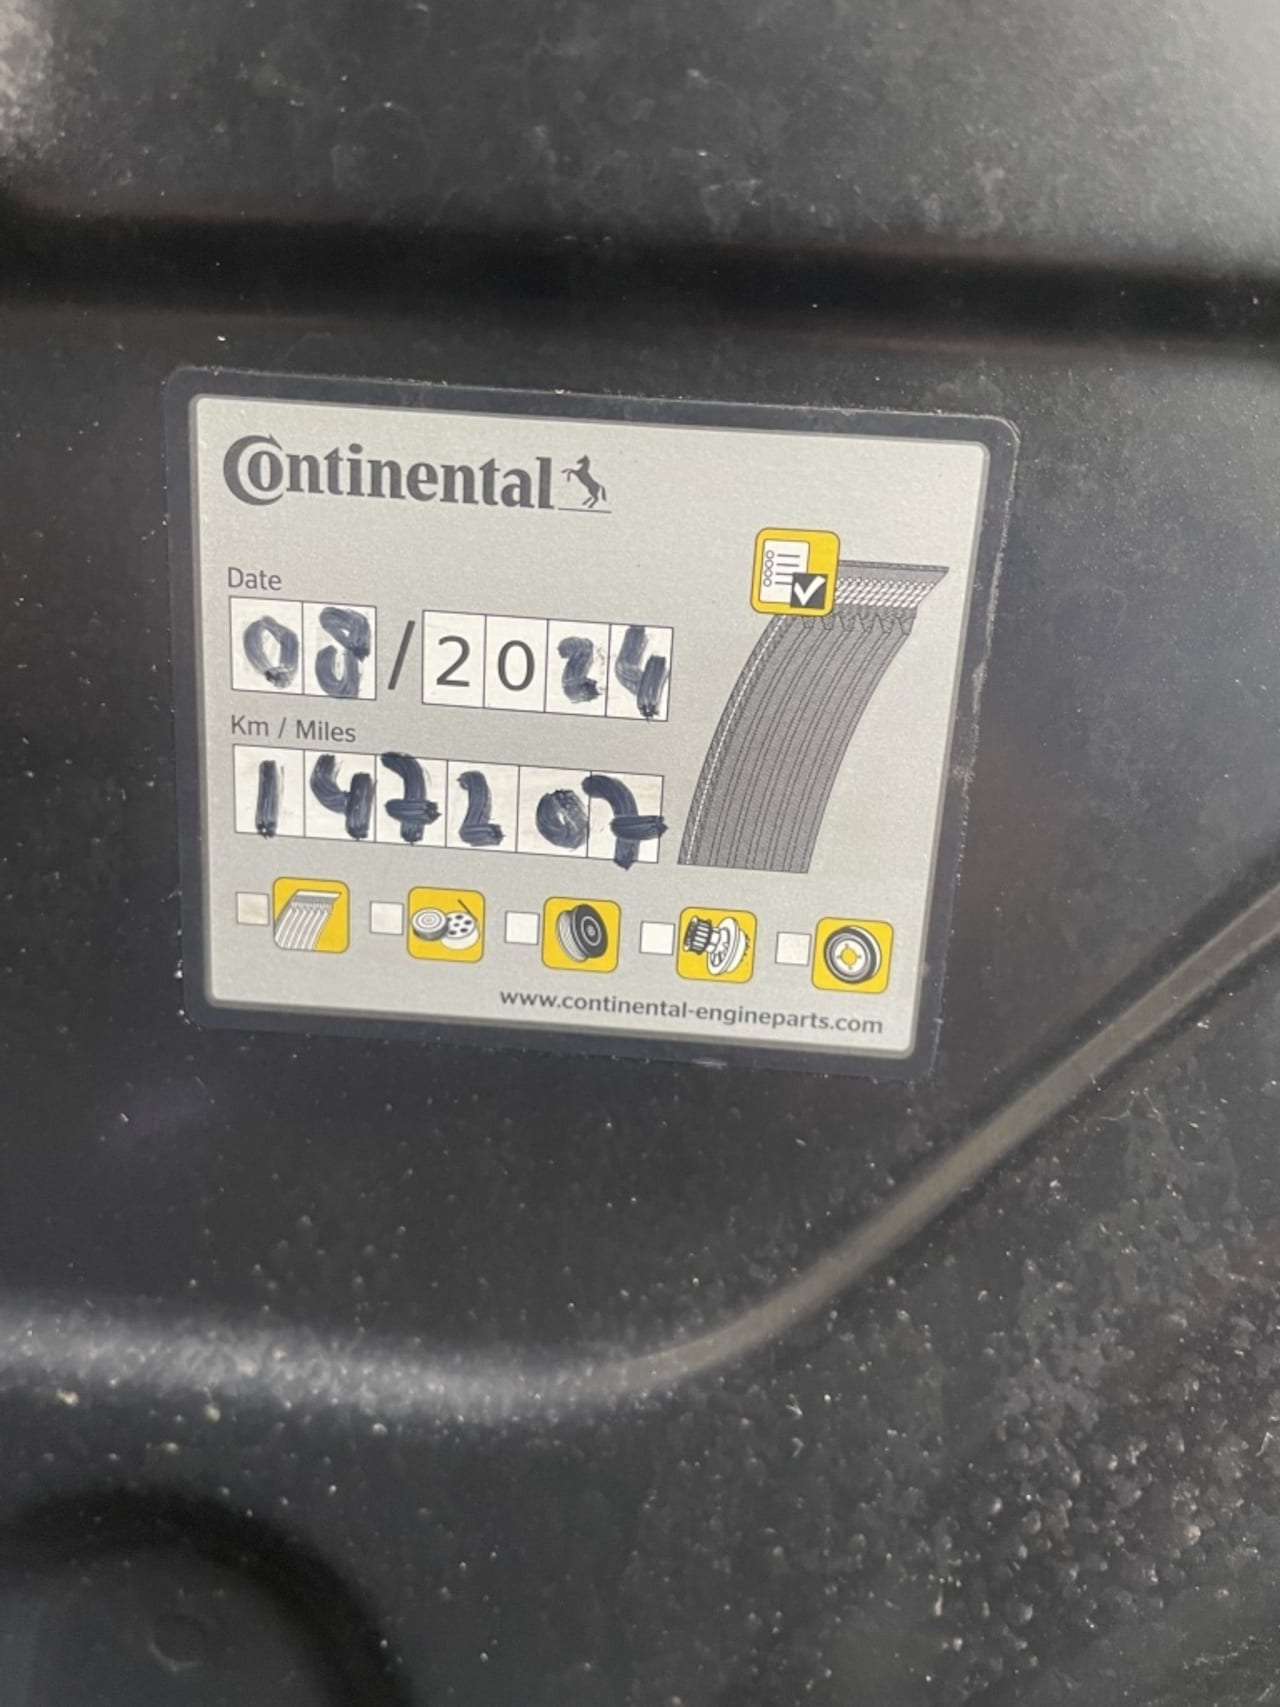 Continental
Date
08/2024
Km / Miles
147207
www.continental-engineparts.com